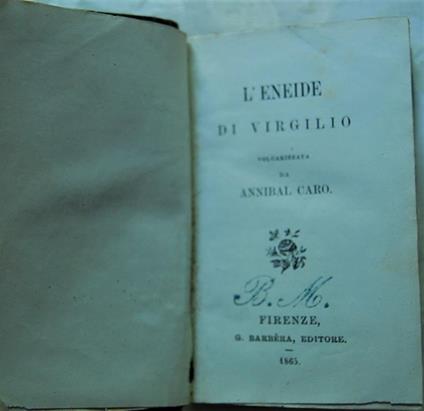 L'ENEIDE
DI VIRGILIO
VOLGARIZZATA
DA
ANNIBAL CARO.
B. M.
FIRENZE,
G. BARBÈRA, EDITORE.
1865.